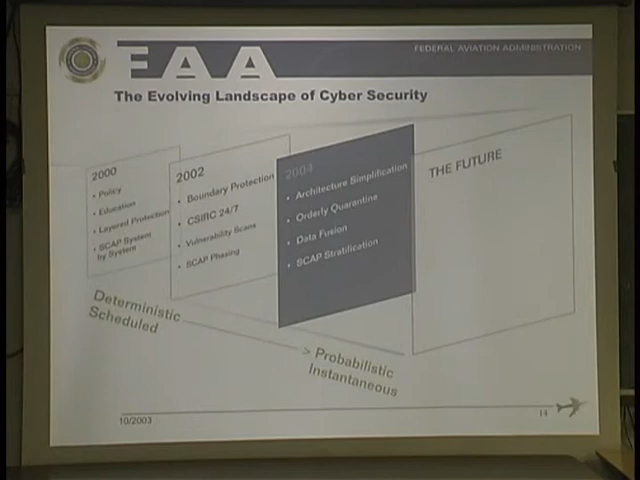 FAA
FEDERAL AVIATION ADMINISTRATION
The Evolving Landscape of Cyber Security
2000
• Policy
• Education
• Layered Protection
• SCAP System
by System
2002
• Boundary Protection
• CSIRC 24/7
• Vulnerability Scans
• SCAP Phasing
2004
• Architecture Simplification
• Orderly Quarantine
• Data Fusion
• SCAP Stratification
THE FUTURE
Deterministic
Scheduled
> Probabilistic
Instantaneous
10/2003
14